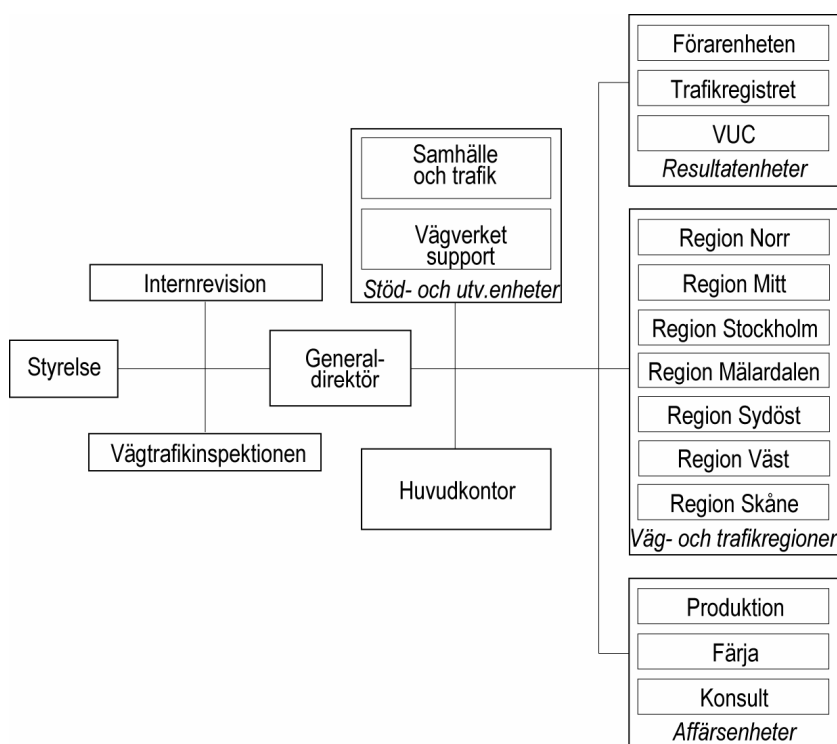 Styrelse
Internrevision
Vägtrafikinspektionen
General-
direktör
Samhälle
och trafik
Vägverket
support
Stöd- och utv.enheter
Huvudkontor
Förarenheten
Trafikregistret
VUC
Resultatenheter
Region Norr
Region Mitt
Region Stockholm
Region Mälardalen
Region Sydöst
Region Väst
Region Skåne
Väg- och trafikregioner
Produktion
Färja
Konsult
Affärsenheter